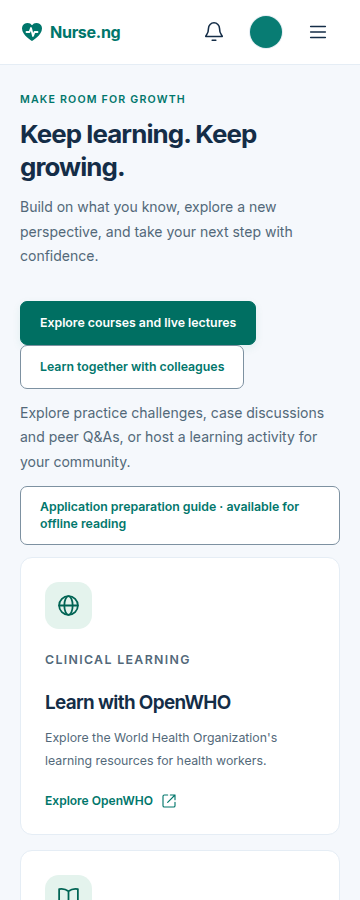 Nurse.ng
MAKE ROOM FOR GROWTH
Keep learning. Keep
growing.
Build on what you know, explore a new
perspective, and take your next step with
confidence.
Explore courses and live lectures
Learn together with colleagues
Explore practice challenges, case discussions
and peer Q&As, or host a learning activity for
your community.
Application preparation guide · available for
offline reading
CLINICAL LEARNING
Learn with OpenWHO
Explore the World Health Organization's
learning resources for health workers.
Explore OpenWHO